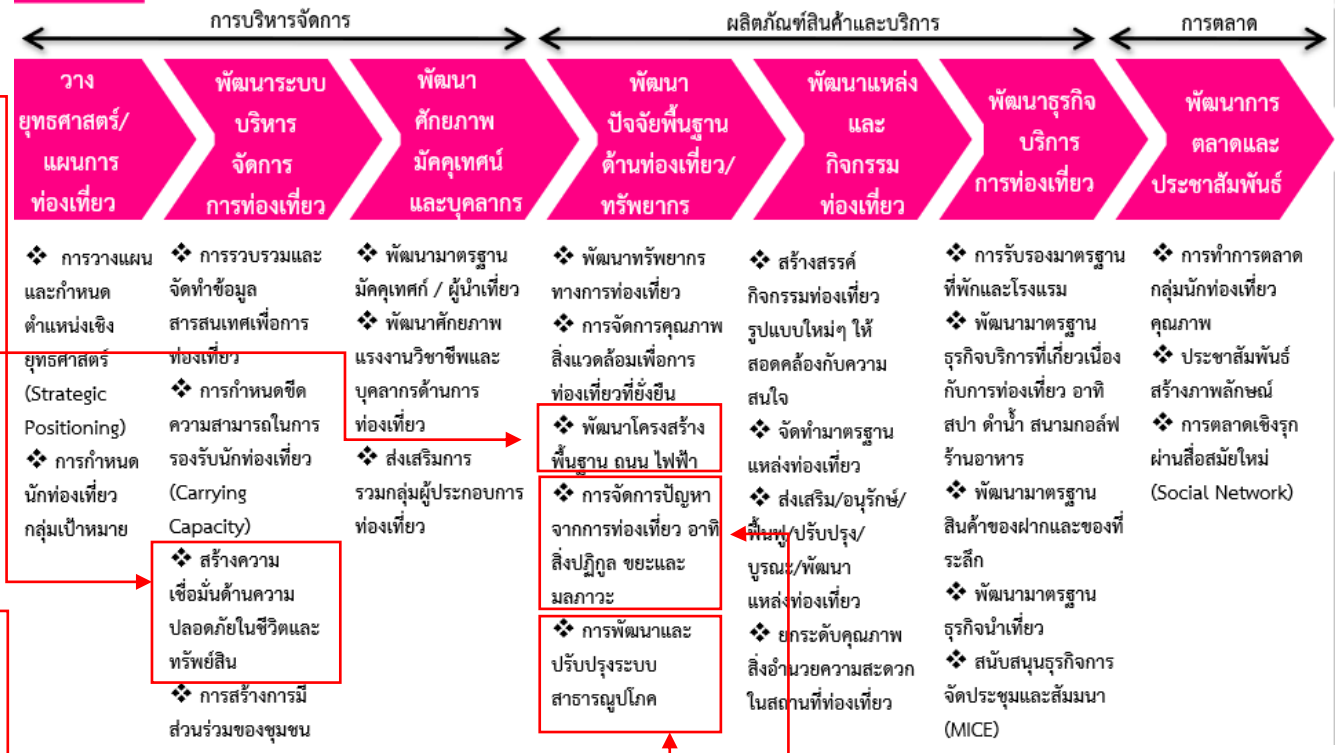 การบริหารจัดการ
ผลิตภัณฑ์สินค้าและบริการ
การตลาด
วาง
ยุทธศาสตร์/
แผนการ
ท่องเที่ยว
พัฒนาระบบ
บริหาร
จัดการ
การท่องเที่ยว
พัฒนา
ศักยภาพ
มัคคุเทศน์
และบุคลากร
พัฒนา
ปัจจัยพื้นฐาน
ด้านท่องเที่ยว/
ทรัพยากร
พัฒนาแหล่ง
และ
กิจกรรม
ท่องเที่ยว
พัฒนาธุรกิจ
บริการ
การท่องเที่ยว
พัฒนาการ
ตลาดและ
ประชาสัมพันธ์
❖ การวางแผน
และกำหนด
ตำแหน่งเชิง
ยุทธศาสตร์
(Strategic
Positioning)
❖ การกำหนด
นักท่องเที่ยว
กลุ่มเป้าหมาย
❖ การรวบรวมและ
จัดทำข้อมูล
สารสนเทศเพื่อการ
ท่องเที่ยว
❖ การกำหนดขีด
ความสามารถในการ
รองรับนักท่องเที่ยว
(Carrying
Capacity)
❖ สร้างความ
เชื่อมั่นด้านความ
ปลอดภัยในชีวิตและ
ทรัพย์สิน
❖ การสร้างการมี
ส่วนร่วมของชุมชน
❖ พัฒนามาตรฐาน
มัคคุเทศก์ / ผู้นำเที่ยว
❖ พัฒนาศักยภาพ
แรงงานวิชาชีพและ
บุคลากรด้านการ
ท่องเที่ยว
❖ ส่งเสริมการ
รวมกลุ่มผู้ประกอบการ
ท่องเที่ยว
❖ พัฒนาทรัพยากร
ทางการท่องเที่ยว
❖ การจัดการคุณภาพ
สิ่งแวดล้อมเพื่อการ
ท่องเที่ยวที่ยั่งยืน
❖ พัฒนาโครงสร้าง
พื้นฐาน ถนน ไฟฟ้า
❖ การจัดการปัญหา
จากการท่องเที่ยว อาทิ
สิ่งปฏิกูล ขยะและ
มลภาวะ
❖ การพัฒนาและ
ปรับปรุงระบบ
สาธารณูปโภค
❖ สร้างสรรค์
กิจกรรมท่องเที่ยว
รูปแบบใหม่ๆ ให้
สอดคล้องกับความ
สนใจ
❖ จัดทำมาตรฐาน
แหล่งท่องเที่ยว
❖ ส่งเสริม/อนุรักษ์/
ฟื้นฟู/ปรับปรุง/
บูรณะ/พัฒนา
แหล่งท่องเที่ยว
❖ ยกระดับคุณภาพ
สิ่งอำนวยความสะดวก
ในสถานที่ท่องเที่ยว
❖ การรับรองมาตรฐาน
ที่พักและโรงแรม
❖ พัฒนามาตรฐาน
ธุรกิจบริการที่เกี่ยวเนื่อง
กับการท่องเที่ยว อาทิ
สปา ดำน้ำ สนามกอล์ฟ
ร้านอาหาร
❖ พัฒนามาตรฐาน
สินค้าของฝากและของที่
ระลึก
❖ พัฒนามาตรฐาน
ธุรกิจนำเที่ยว
❖ สนับสนุนธุรกิจการ
จัดประชุมและสัมมนา
(MICE)
❖ การทำการตลาด
กลุ่มนักท่องเที่ยว
คุณภาพ
❖ ประชาสัมพันธ์
สร้างภาพลักษณ์
❖ การตลาดเชิงรุก
ผ่านสื่อสมัยใหม่
(Social Network)